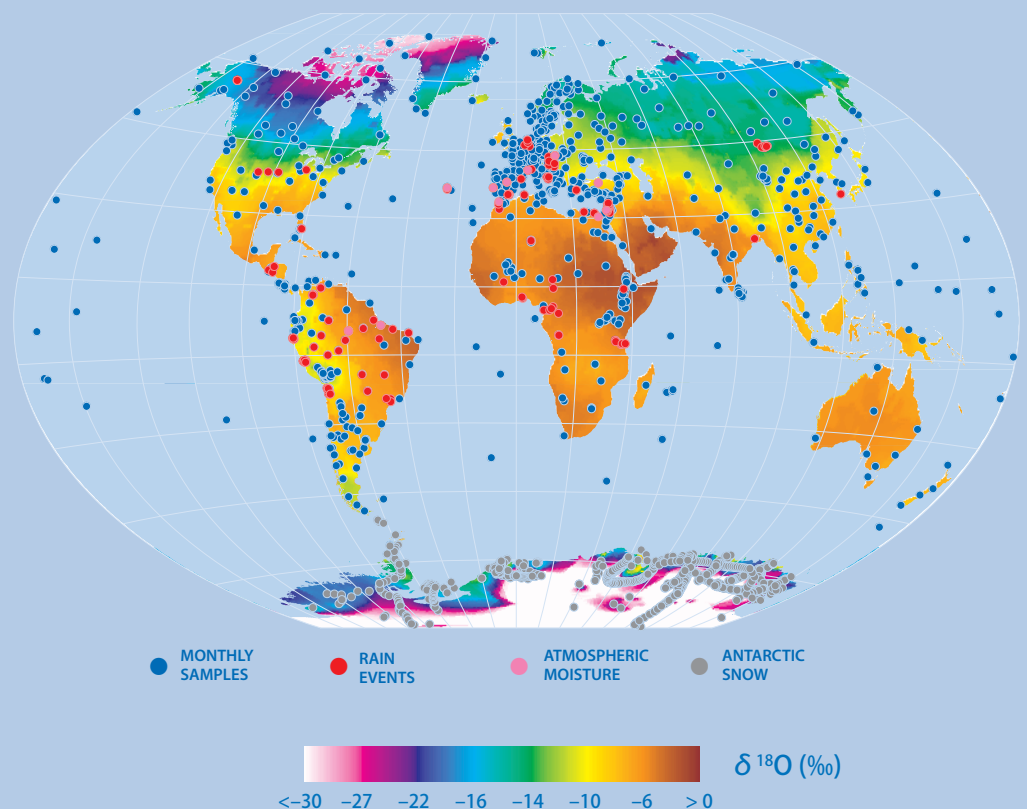 MONTHLY
SAMPLES
RAIN
EVENTS
ATMOSPHERIC
MOISTURE
ANTARCTIC
SNOW
<–30 –27 –22 –16 –14 –10 –6 > 0
δ ¹⁸O (‰)